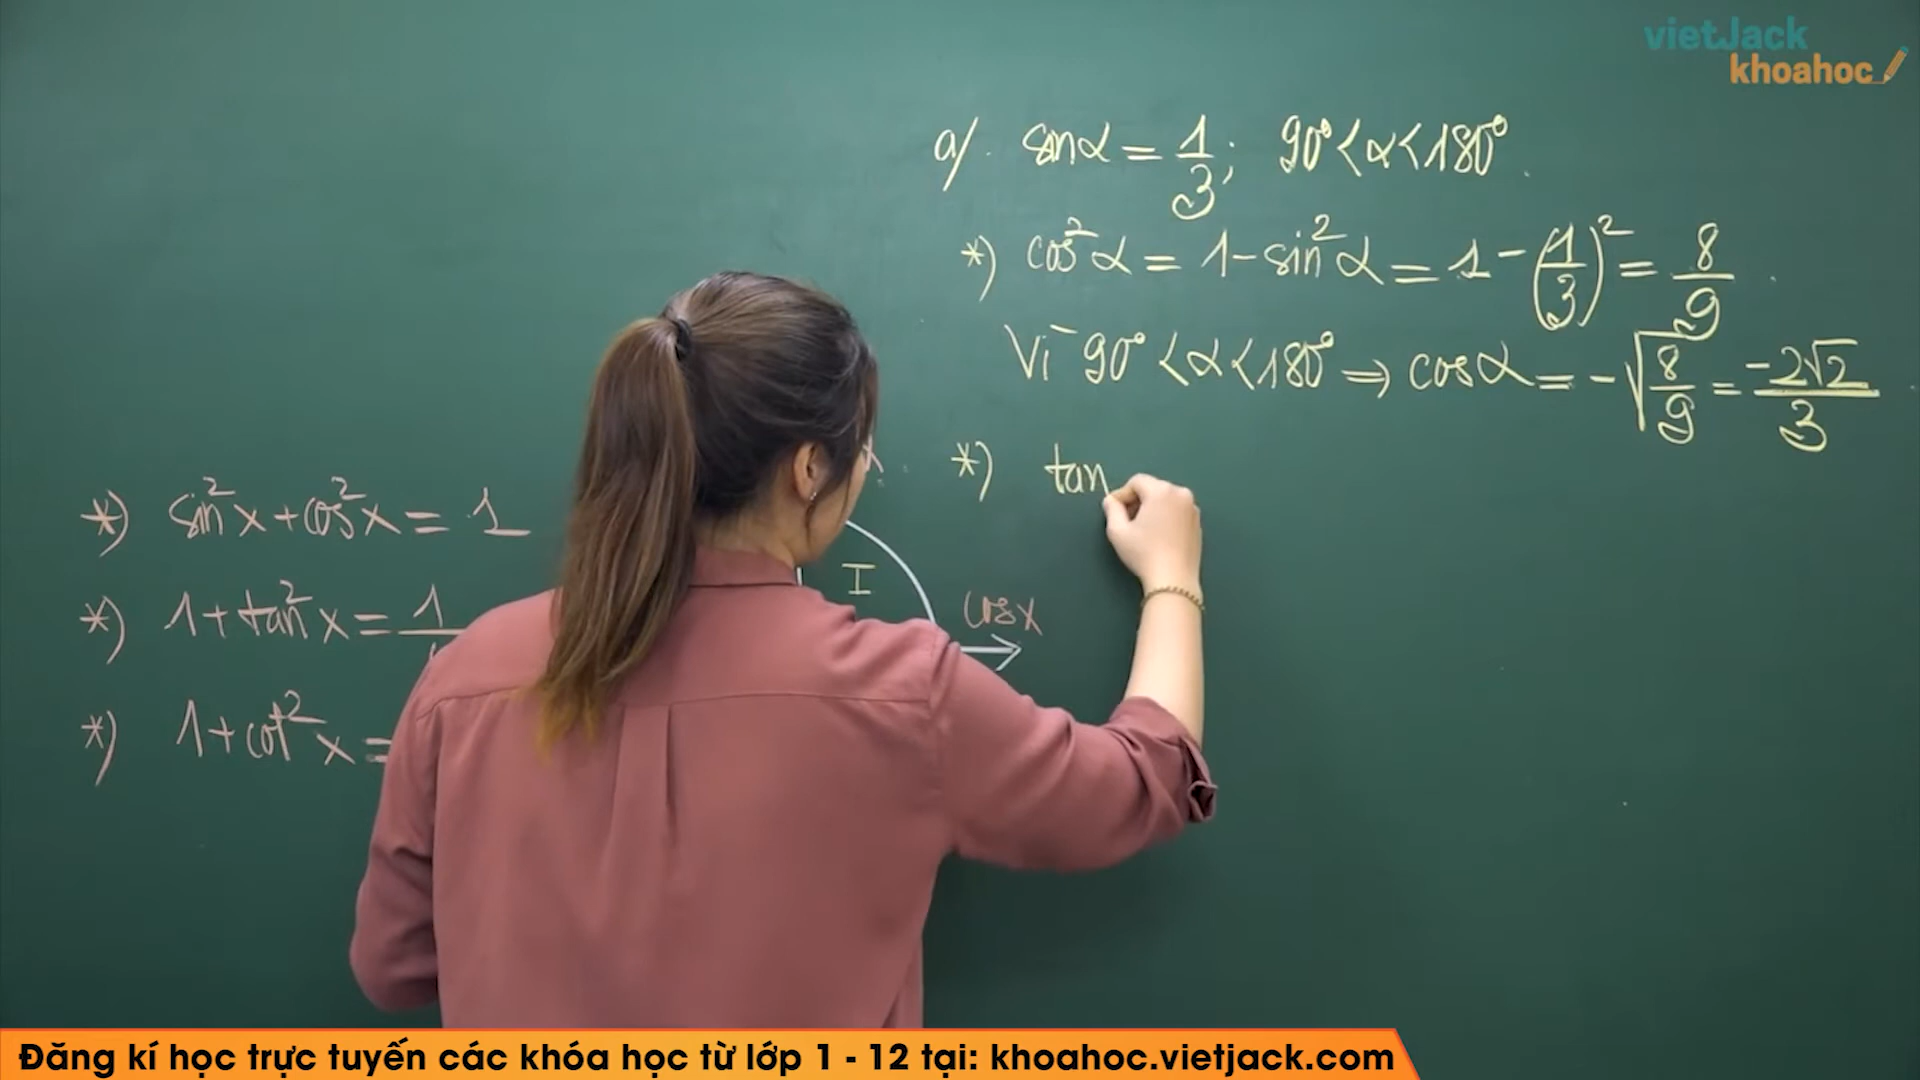 vietJack
khoahoc
a/. sinα = 1/3; 90° < α < 180°.
*) cos²α = 1 - sin²α = 1 - (1/3)² = 8/9.
Vì 90° < α < 180° ⇒ cosα = -√(8/9) = -2√2/3
*) tan
*) sin²x + cos²x = 1
*) 1 + tan²x = 1
*) 1 + cot²x =
I
cosx
Đăng kí học trực tuyến các khóa học từ lớp 1 - 12 tại: khoahoc.vietjack.com